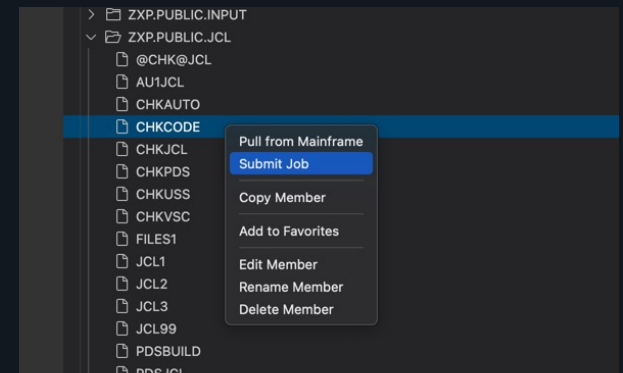 ZXP.PUBLIC.INPUT
ZXP.PUBLIC.JCL
@CHK@JCL
AU1JCL
CHKAUTO
CHKCODE
CHKJCL
CHKPDS
CHKUSS
CHKVSC
FILES1
JCL1
JCL2
JCL3
JCL99
PDSBUILD
PDSJCL
Pull from Mainframe
Submit Job
Copy Member
Add to Favorites
Edit Member
Rename Member
Delete Member